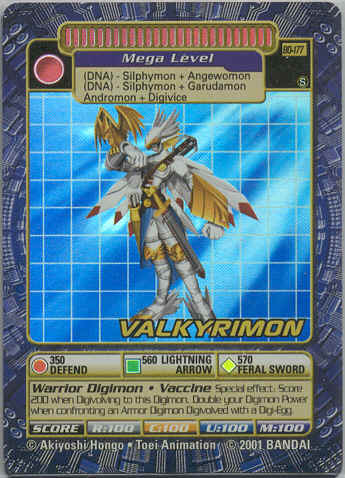 BO-177
Mega Level
(DNA) - Silphymon + Angewomon
(DNA) - Silphymon + Garudamon
Andromon + Digivice
S
VALKYRIMON
350 DEFEND
560 LIGHTNING ARROW
570 FERAL SWORD
Warrior Digimon • Vaccine Special effect: Score
200 when Digivolving to this Digimon. Double your Digimon Power
when confronting an Armor Digimon Digivolved with a Digi-Egg.
SCORE R:100 C:100 U:100 M:100
© Akiyoshi Hongo • Toei Animation © 2001 BANDAI